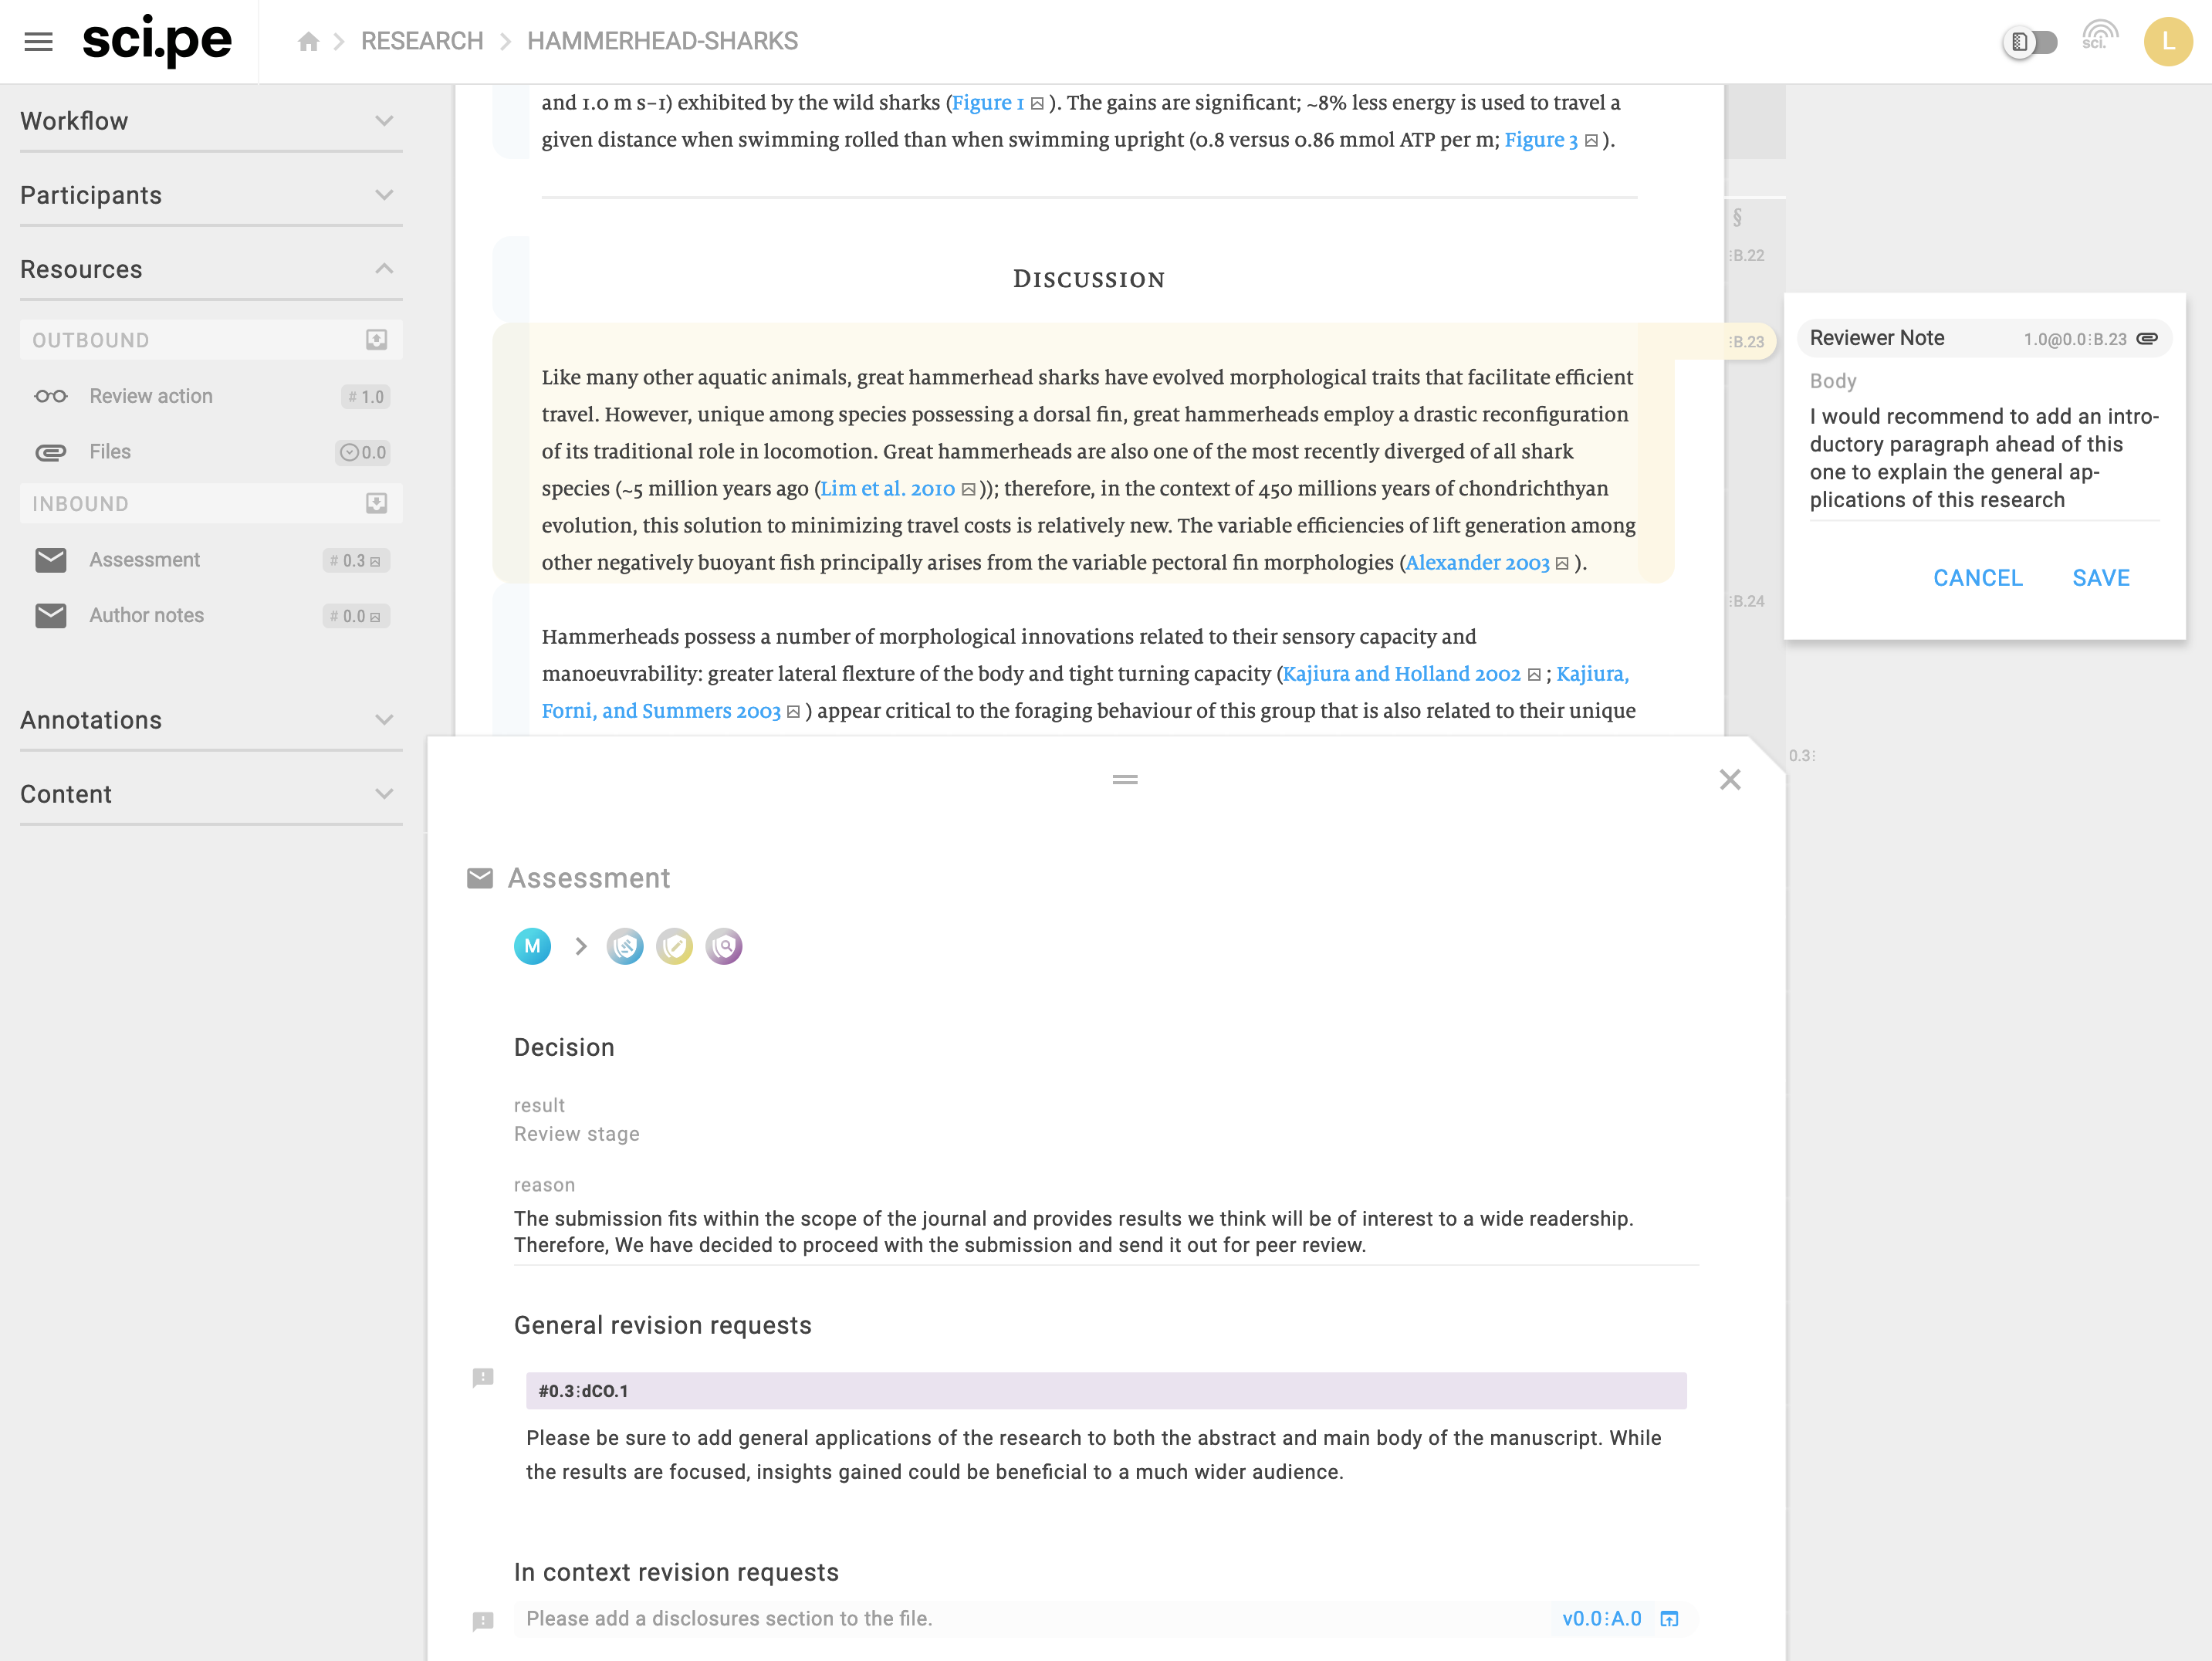 sci.pe
RESEARCH
HAMMERHEAD-SHARKS
sci.
L
Workflow
Participants
Resources
OUTBOUND
Review action
# 1.0
Files
0.0
INBOUND
Assessment
# 0.3
Author notes
# 0.0
Annotations
Content
and 1.0 m s−1) exhibited by the wild sharks (Figure 1 ). The gains are significant; ~8% less energy is used to travel a
given distance when swimming rolled than when swimming upright (0.8 versus 0.86 mmol ATP per m; Figure 3 ).
§
⁝B.22
DISCUSSION
⁝B.23
Like many other aquatic animals, great hammerhead sharks have evolved morphological traits that facilitate efficient
travel. However, unique among species possessing a dorsal fin, great hammerheads employ a drastic reconfiguration
of its traditional role in locomotion. Great hammerheads are also one of the most recently diverged of all shark
species (~5 million years ago (Lim et al. 2010 )); therefore, in the context of 450 millions years of chondrichthyan
evolution, this solution to minimizing travel costs is relatively new. The variable efficiencies of lift generation among
other negatively buoyant fish principally arises from the variable pectoral fin morphologies (Alexander 2003 ).
⁝B.24
Hammerheads possess a number of morphological innovations related to their sensory capacity and
manoeuvrability: greater lateral flexture of the body and tight turning capacity (Kajiura and Holland 2002 ; Kajiura,
Forni, and Summers 2003 ) appear critical to the foraging behaviour of this group that is also related to their unique
Reviewer Note
1.0@0.0⁝B.23
Body
I would recommend to add an intro-
ductory paragraph ahead of this
one to explain the general ap-
plications of this research
CANCEL
SAVE
0.3⁝
Assessment
M
Decision
result
Review stage
reason
The submission fits within the scope of the journal and provides results we think will be of interest to a wide readership.
Therefore, We have decided to proceed with the submission and send it out for peer review.
General revision requests
#0.3⁝dCO.1
Please be sure to add general applications of the research to both the abstract and main body of the manuscript. While
the results are focused, insights gained could be beneficial to a much wider audience.
In context revision requests
Please add a disclosures section to the file.
v0.0⁝A.0